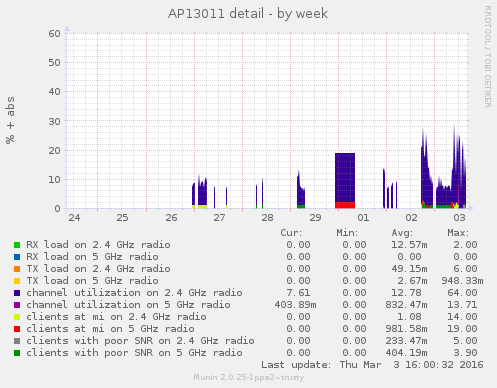 AP13011 detail - by week
RRDTOOL / TOBI OETIKER
% + abs
60
50
40
30
20
10
0
24 25 26 27 28 29 01 02 03
Cur: Min: Avg: Max:
RX load on 2.4 GHz radio 0.00 0.00 12.57m 2.00
RX load on 5 GHz radio 0.00 0.00 0.00 0.00
TX load on 2.4 GHz radio 0.00 0.00 49.15m 6.00
TX load on 5 GHz radio 0.00 0.00 2.67m 948.33m
channel utilization on 2.4 GHz radio 7.61 0.00 12.78 64.00
channel utilization on 5 GHz radio 403.89m 0.00 832.47m 13.71
clients at mi on 2.4 GHz radio 0.00 0.00 1.08 14.00
clients at mi on 5 GHz radio 0.00 0.00 981.58m 19.00
clients with poor SNR on 2.4 GHz radio 0.00 0.00 233.47m 5.00
clients with poor SNR on 5 GHz radio 0.00 0.00 404.19m 3.90
Last update: Thu Mar 3 16:00:32 2016
Munin 2.0.25-1ppa2~trusty